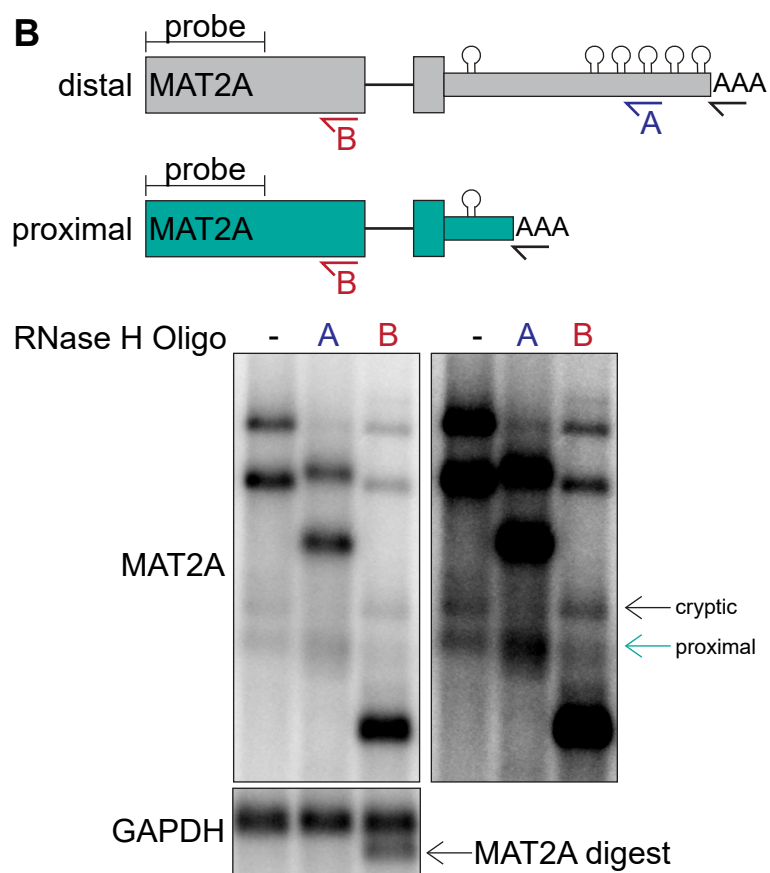 B
probe
distal MAT2A AAA
B A
probe
proximal MAT2A AAA
B
RNase H Oligo - A B - A B
MAT2A
cryptic
proximal
GAPDH
MAT2A digest